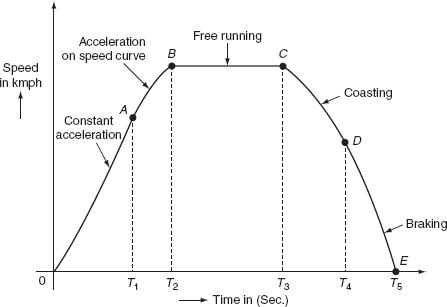 Speed
in kmph
Acceleration
on speed curve
B
Free running
C
Constant
acceleration
A
Coasting
D
Braking
E
0
T1
T2
T3
T4
T5
Time in (Sec.)